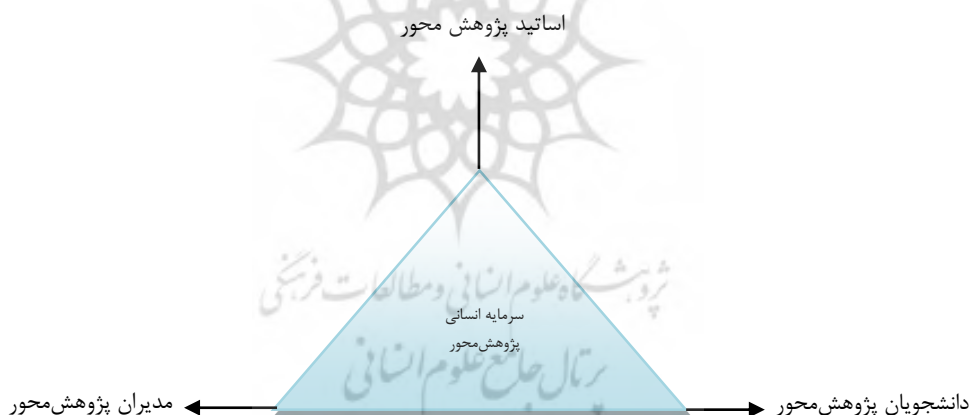 اساتید پژوهش محور
پژوهشگاه علوم انسانی و مطالعات فرهنگی
سرمایه انسانی
پژوهش‌محور
پرتال جامع علوم انسانی
دانشجویان پژوهش‌محور
مدیران پژوهش‌محور